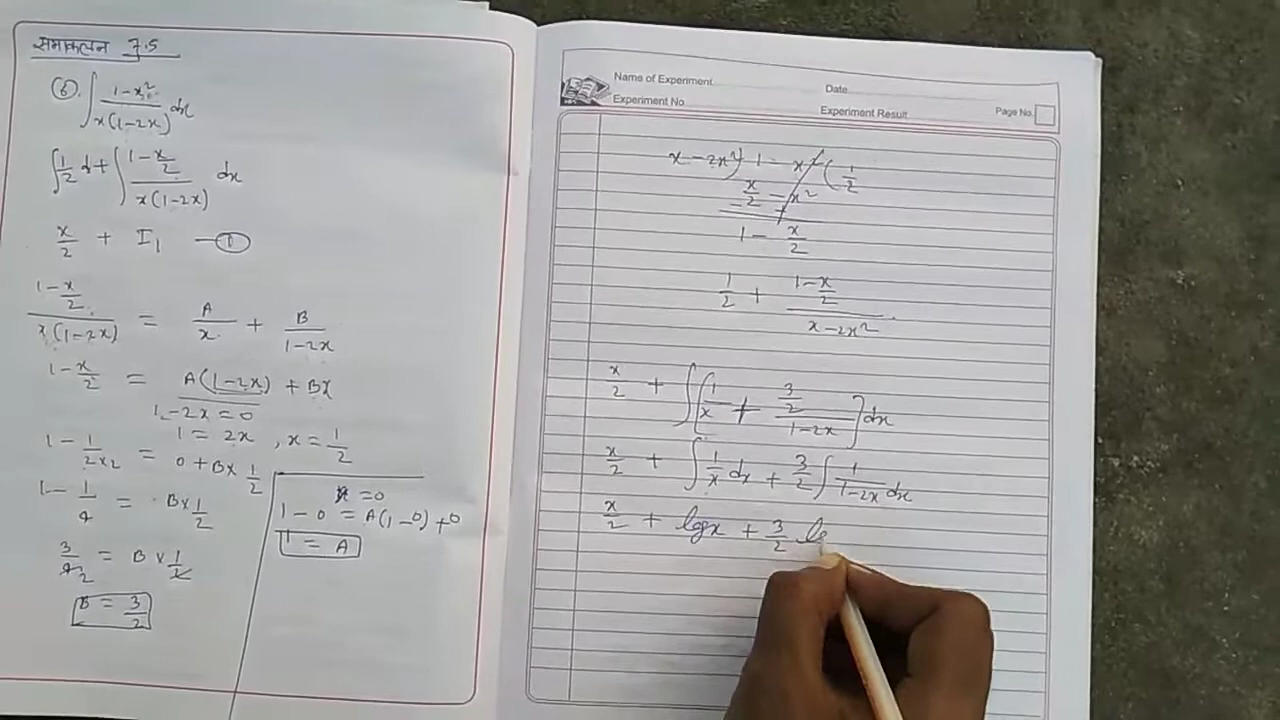 समाकलन 7.5
⑥. ∫ 1-x² / x(1-2x) dx
∫ 1/2 dx + ∫ (1 - x/2) / x(1-2x) dx
x/2 + I₁ —①
(1 - x/2) / x(1-2x) = A/x + B/(1-2x)
1 - x/2 = A(1-2x) + Bx
1-2x = 0
1 = 2x, x = 1/2
1 - 1/2×2 = 0 + B× 1/2
1 - 1/4 = B× 1/2
3/42 = B × 1/2
B = 3/2
x = 0
1 - 0 = A(1-0) + 0
1 = A
Name of Experiment
Date
Experiment No.
Experiment Result
Page No.
x - 2x² ) 1 - x² ( 1/2
x/2 - x²
- +
1 - x/2
1/2 + (1 - x/2) / x-2x²
x/2 + ∫ [ 1/x + (3/2) / 1-2x ] dx
x/2 + ∫ 1/x dx + 3/2 ∫ 1/1-2x dx
x/2 + log x + 3/2 lo